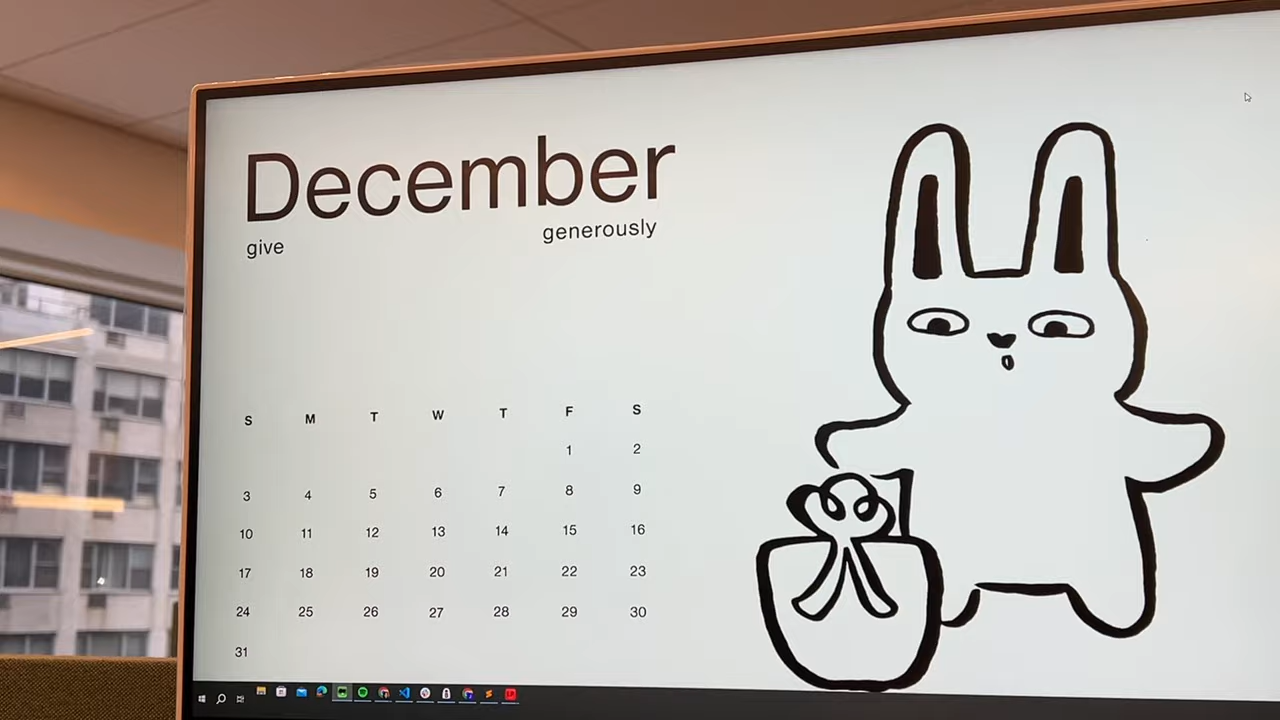 December
give generously
S M T W T F S
1 2
3 4 5 6 7 8 9
10 11 12 13 14 15 16
17 18 19 20 21 22 23
24 25 26 27 28 29 30
31